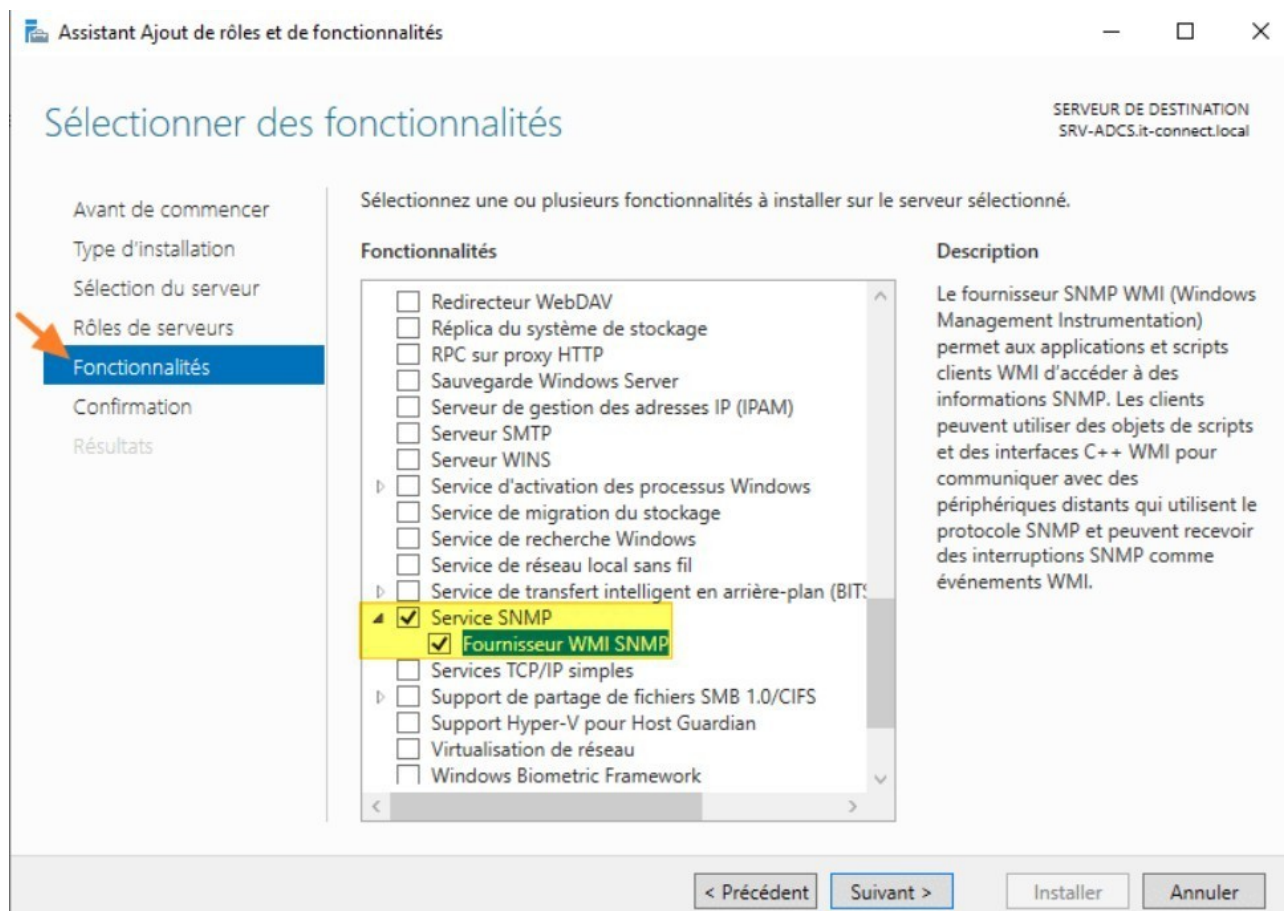 Assistant Ajout de rôles et de fonctionnalités
Sélectionner des fonctionnalités
SERVEUR DE DESTINATION
SRV-ADCS.it-connect.local
Avant de commencer
Type d'installation
Sélection du serveur
Rôles de serveurs
Fonctionnalités
Confirmation
Résultats
Sélectionnez une ou plusieurs fonctionnalités à installer sur le serveur sélectionné.
Fonctionnalités
Redirecteur WebDAV
Réplica du système de stockage
RPC sur proxy HTTP
Sauvegarde Windows Server
Serveur de gestion des adresses IP (IPAM)
Serveur SMTP
Serveur WINS
Service d'activation des processus Windows
Service de migration du stockage
Service de recherche Windows
Service de réseau local sans fil
Service de transfert intelligent en arrière-plan (BITS
Service SNMP
Fournisseur WMI SNMP
Services TCP/IP simples
Support de partage de fichiers SMB 1.0/CIFS
Support Hyper-V pour Host Guardian
Virtualisation de réseau
Windows Biometric Framework
Description
Le fournisseur SNMP WMI (Windows
Management Instrumentation)
permet aux applications et scripts
clients WMI d'accéder à des
informations SNMP. Les clients
peuvent utiliser des objets de scripts
et des interfaces C++ WMI pour
communiquer avec des
périphériques distants qui utilisent le
protocole SNMP et peuvent recevoir
des interruptions SNMP comme
événements WMI.
< Précédent
Suivant >
Installer
Annuler